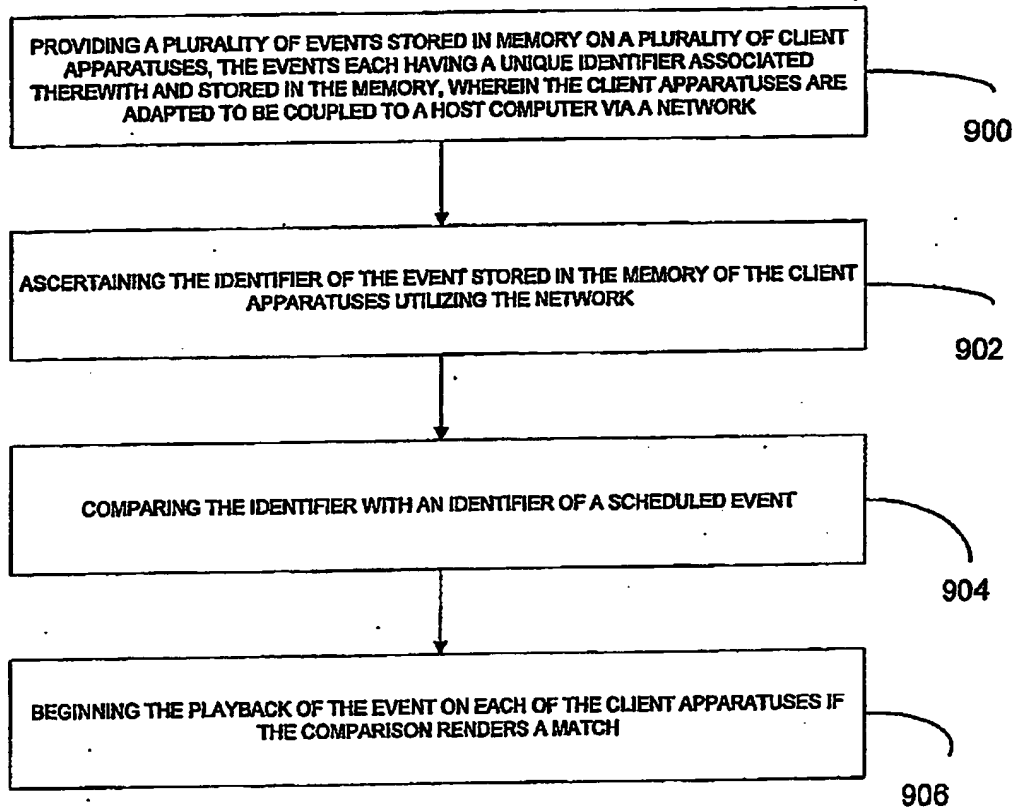 PROVIDING A PLURALITY OF EVENTS STORED IN MEMORY ON A PLURALITY OF CLIENT
APPARATUSES, THE EVENTS EACH HAVING A UNIQUE IDENTIFIER ASSOCIATED
THEREWITH AND STORED IN THE MEMORY, WHEREIN THE CLIENT APPARATUSES ARE
ADAPTED TO BE COUPLED TO A HOST COMPUTER VIA A NETWORK
900
ASCERTAINING THE IDENTIFIER OF THE EVENT STORED IN THE MEMORY OF THE CLIENT
APPARATUSES UTILIZING THE NETWORK
902
COMPARING THE IDENTIFIER WITH AN IDENTIFIER OF A SCHEDULED EVENT
904
BEGINNING THE PLAYBACK OF THE EVENT ON EACH OF THE CLIENT APPARATUSES IF
THE COMPARISON RENDERS A MATCH
906